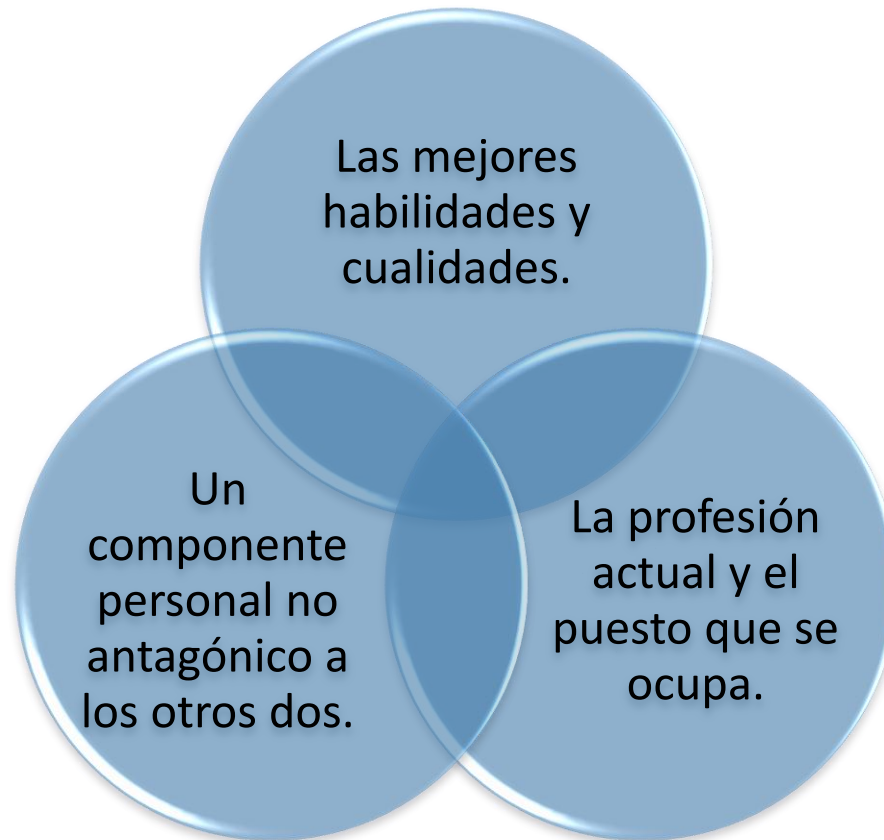 Las mejores
habilidades y
cualidades.
Un
componente
personal no
antagónico a
los otros dos.
La profesión
actual y el
puesto que se
ocupa.